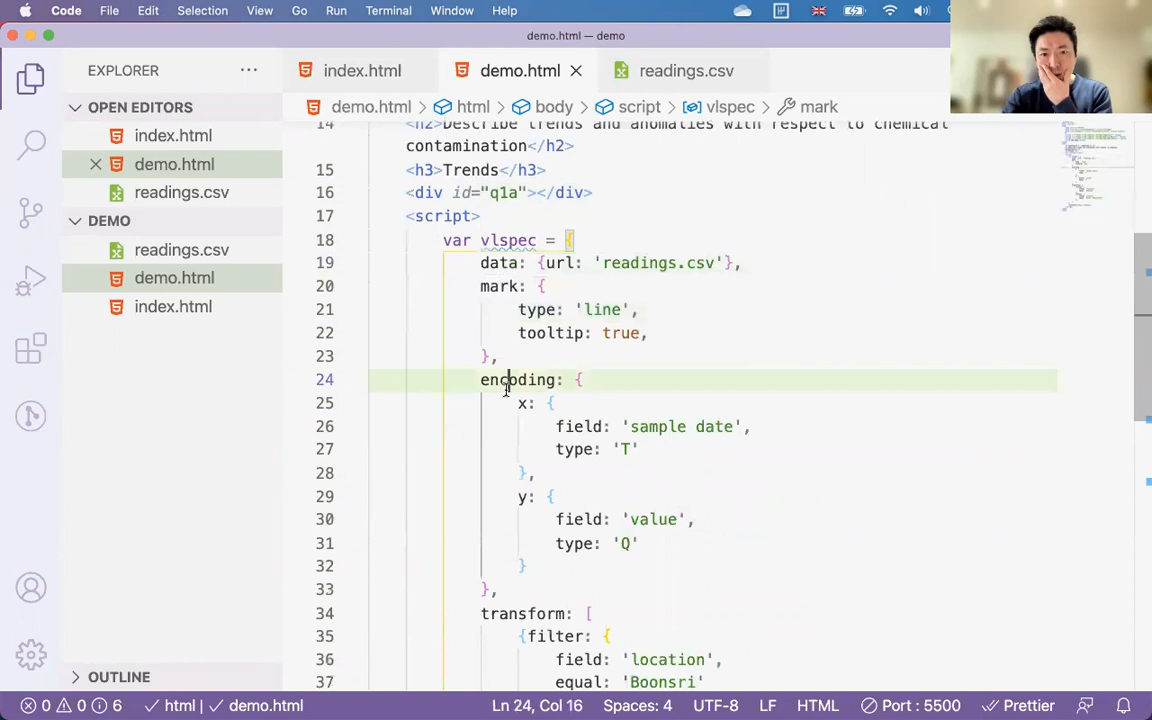 Code File Edit Selection View Go Run Terminal Window Help
demo.html — demo
EXPLORER
index.html
demo.html
readings.csv
OPEN EDITORS
index.html
demo.html
readings.csv
DEMO
readings.csv
demo.html
index.html
OUTLINE
demo.html > html > body > script > vlspec > mark
14 <h2>Describe trends and anomalies with respect to chemical
contamination</h2>
15 <h3>Trends</h3>
16 <div id="q1a"></div>
17 <script>
18 var vlspec = {
19 data: {url: 'readings.csv'},
20 mark: {
21 type: 'line',
22 tooltip: true,
23 },
24 encoding: {
25 x: {
26 field: 'sample date',
27 type: 'T'
28 },
29 y: {
30 field: 'value',
31 type: 'Q'
32 }
33 },
34 transform: [
35 {filter: {
36 field: 'location',
37 equal: 'Boonsri'
0 0 6 html | demo.html Ln 24, Col 16 Spaces: 4 UTF-8 LF HTML Port : 5500 Prettier